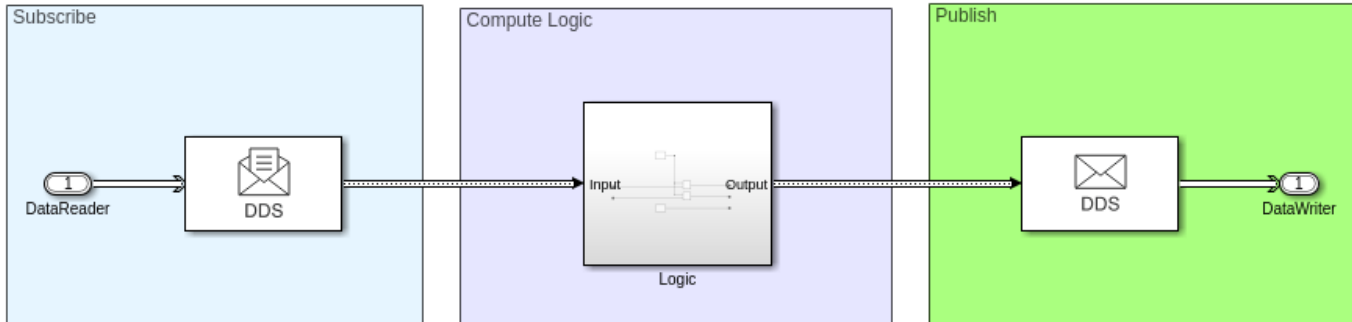 Subscribe
Compute Logic
Publish
1
DataReader
DDS
Input
Output
Logic
DDS
1
DataWriter